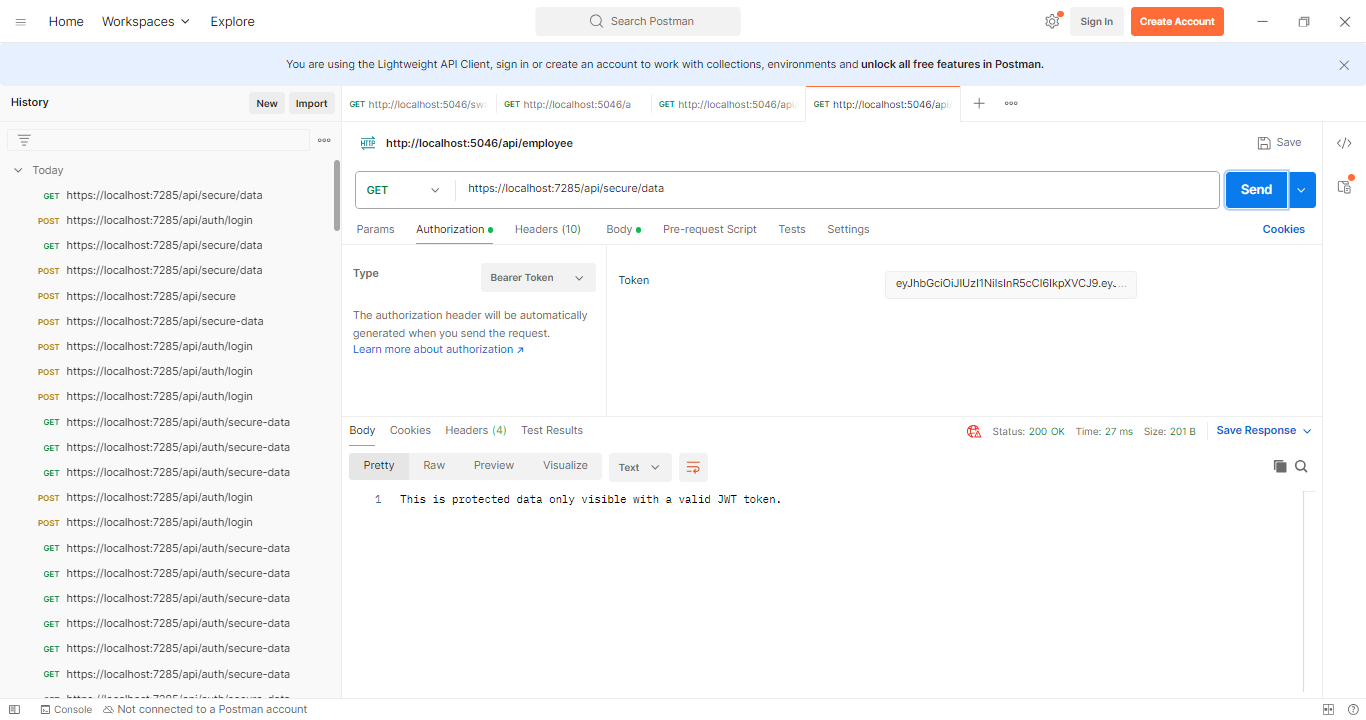 Home Workspaces Explore Search Postman Sign In Create Account
You are using the Lightweight API Client, sign in or create an account to work with collections, environments and unlock all free features in Postman.
History New Import
GET http://localhost:5046/sw GET http://localhost:5046/a GET http://localhost:5046/api GET http://localhost:5046/api
Today
GET https://localhost:7285/api/secure/data
POST https://localhost:7285/api/auth/login
GET https://localhost:7285/api/secure/data
POST https://localhost:7285/api/secure/data
POST https://localhost:7285/api/secure
POST https://localhost:7285/api/secure-data
POST https://localhost:7285/api/auth/login
POST https://localhost:7285/api/auth/login
POST https://localhost:7285/api/auth/login
GET https://localhost:7285/api/auth/secure-data
GET https://localhost:7285/api/auth/secure-data
GET https://localhost:7285/api/auth/secure-data
POST https://localhost:7285/api/auth/login
POST https://localhost:7285/api/auth/login
GET https://localhost:7285/api/auth/secure-data
GET https://localhost:7285/api/auth/secure-data
GET https://localhost:7285/api/auth/secure-data
GET https://localhost:7285/api/auth/secure-data
GET https://localhost:7285/api/auth/secure-data
GET https://localhost:7285/api/auth/secure-data
HTTP http://localhost:5046/api/employee Save
GET https://localhost:7285/api/secure/data Send
Params Authorization Headers (10) Body Pre-request Script Tests Settings Cookies
Type Bearer Token
The authorization header will be automatically
generated when you send the request.
Learn more about authorization ↗
Token eyJhbGciOiJIUzI1NiIsInR5cCI6IkpXVCJ9.eyJ...
Body Cookies Headers (4) Test Results Status: 200 OK Time: 27 ms Size: 201 B Save Response
Pretty Raw Preview Visualize Text
1 This is protected data only visible with a valid JWT token.
Console Not connected to a Postman account